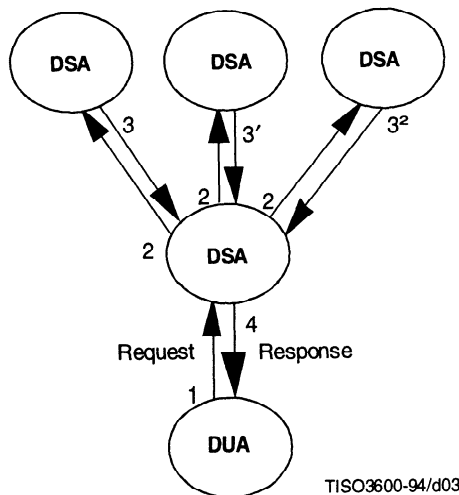 DSA
DSA
DSA
3
3′
3²
2
2
2
DSA
4
Request
Response
1
DUA
TISO3600-94/d03